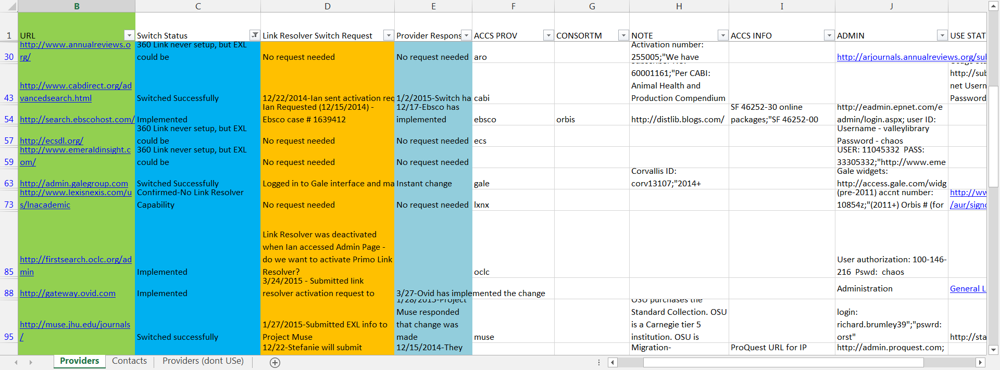 B C D E F G H I J
1 URL Switch Status Link Resolver Switch Request Provider Respons ACCS PROV CONSORTM NOTE ACCS INFO ADMIN USE STAT
http://www.annualreviews.o 360 Link never setup, but EXL Activation number:
30 rg/ could be No request needed No request needed aro 255005;"We have http://arjournals.annualreviews.org/sul
60001161;"Per CABI: http://sub
http://www.cabdirect.org/ad Animal Health and net Usern
43 vancedsearch.html Switched Successfully 12/22/2014-Ian sent activation req 1/2/2015-Switch ha cabi Production Compendium Password
Ian Requested (12/15/2014) - 12/17-Ebsco has SF 46252-30 online http://eadmin.epnet.com/e
54 http://search.ebscohost.com/ Implemented Ebsco case # 1639412 implemented ebsco orbis http://distlib.blogs.com/ packages;"SF 46252-00 admin/login.aspx; user ID:
360 Link never setup, but EXL Username - valleylibrary
57 http://ecsdl.org/ could be No request needed No request needed ecs Password - chaos
http://www.emeraldinsight.c 360 Link never setup, but EXL USER: 11045332 PASS:
59 om/ could be No request needed No request needed 33305332;"http://www.eme
Corvallis ID: Gale widgets:
63 http://admin.galegroup.com Switched Successfully Logged in to Gale interface and ma Instant change gale corv13107;"2014+ http://access.gale.com/widg
http://www.lexisnexis.com/u Confirmed-No Link Resolver (pre-2011) accnt number: http://ww
73 s/lnacademic Capability No request needed No request needed lxnx 10854z;"(2011+) Orbis # (for /aur/signo
Link Resolver was deactivated
when Ian accessed Admin Page -
http://firstsearch.oclc.org/ad do we want to activate Primo Link User authorization: 100-146-
85 min Implemented Resolver? oclc 216 Pswd: chaos
3/24/2015 - Submitted link Administration General L
88 http://gateway.ovid.com Implemented resolver activation request to 3/27-Ovid has implemented the change
1/28/2015-Project OSU purchases the
Muse responded Standard Collection. OSU login:
http://muse.jhu.edu/journals 1/27/2015-Submitted EXL info to that change was is a Carnegie tier 5 richard.brumley39";"pswrd:
95 / Switched successfully Project Muse made muse institution. OSU is orst" http://sta
12/22-Stefanie will submit 12/15/2014-They Migration- ProQuest URL for IP http://admin.proquest.com;
Providers Contacts Providers (dont USe)